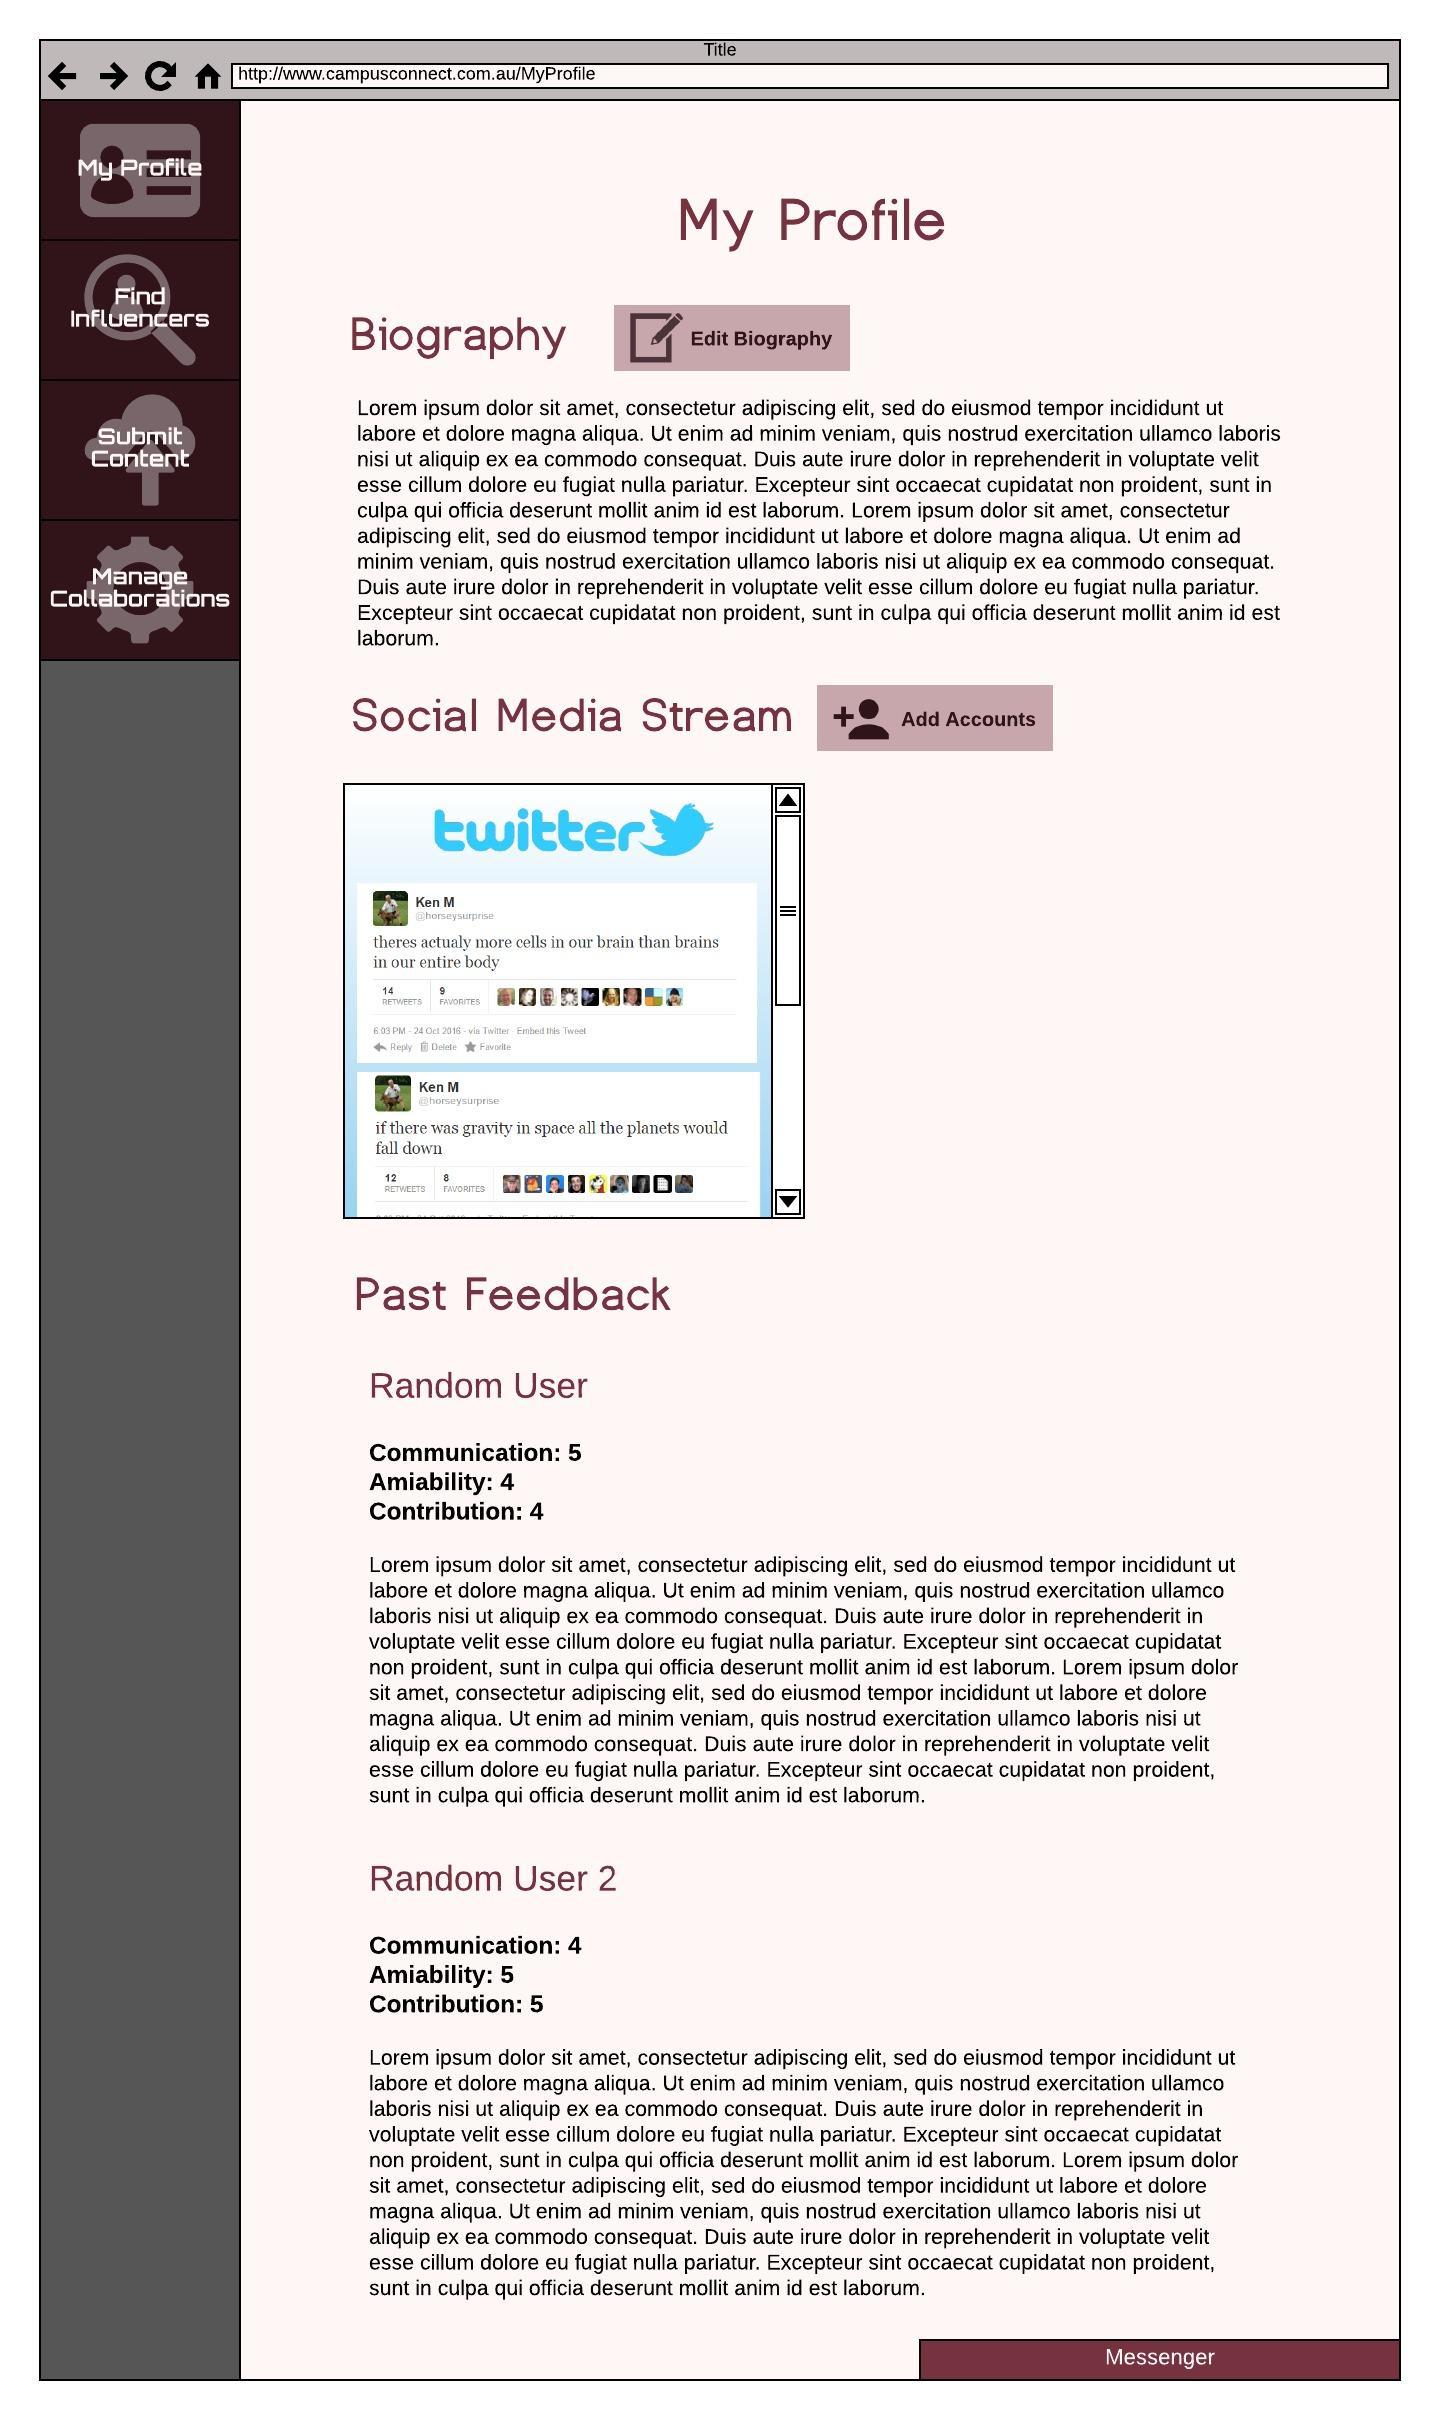 Title
http://www.campusconnect.com.au/MyProfile
My Profile
Find
Influencers
Submit
Content
Manage
Collaborations
My Profile
Biography
Edit Biography
Lorem ipsum dolor sit amet, consectetur adipiscing elit, sed do eiusmod tempor incididunt ut
labore et dolore magna aliqua. Ut enim ad minim veniam, quis nostrud exercitation ullamco laboris
nisi ut aliquip ex ea commodo consequat. Duis aute irure dolor in reprehenderit in voluptate velit
esse cillum dolore eu fugiat nulla pariatur. Excepteur sint occaecat cupidatat non proident, sunt in
culpa qui officia deserunt mollit anim id est laborum. Lorem ipsum dolor sit amet, consectetur
adipiscing elit, sed do eiusmod tempor incididunt ut labore et dolore magna aliqua. Ut enim ad
minim veniam, quis nostrud exercitation ullamco laboris nisi ut aliquip ex ea commodo consequat.
Duis aute irure dolor in reprehenderit in voluptate velit esse cillum dolore eu fugiat nulla pariatur.
Excepteur sint occaecat cupidatat non proident, sunt in culpa qui officia deserunt mollit anim id est
laborum.
Social Media Stream
Add Accounts
twitter
Ken M
@horseysurprise
theres actualy more cells in our brain than brains
in our entire body
14 9
RETWEETS FAVORITES
6:03 PM - 24 Oct 2016 - via Twitter · Embed this Tweet
Reply Delete Favorite
Ken M
@horseysurprise
if there was gravity in space all the planets would
fall down
12 8
RETWEETS FAVORITES
Past Feedback
Random User
Communication: 5
Amiability: 4
Contribution: 4
Lorem ipsum dolor sit amet, consectetur adipiscing elit, sed do eiusmod tempor incididunt ut
labore et dolore magna aliqua. Ut enim ad minim veniam, quis nostrud exercitation ullamco
laboris nisi ut aliquip ex ea commodo consequat. Duis aute irure dolor in reprehenderit in
voluptate velit esse cillum dolore eu fugiat nulla pariatur. Excepteur sint occaecat cupidatat
non proident, sunt in culpa qui officia deserunt mollit anim id est laborum. Lorem ipsum dolor
sit amet, consectetur adipiscing elit, sed do eiusmod tempor incididunt ut labore et dolore
magna aliqua. Ut enim ad minim veniam, quis nostrud exercitation ullamco laboris nisi ut
aliquip ex ea commodo consequat. Duis aute irure dolor in reprehenderit in voluptate velit
esse cillum dolore eu fugiat nulla pariatur. Excepteur sint occaecat cupidatat non proident,
sunt in culpa qui officia deserunt mollit anim id est laborum.
Random User 2
Communication: 4
Amiability: 5
Contribution: 5
Lorem ipsum dolor sit amet, consectetur adipiscing elit, sed do eiusmod tempor incididunt ut
labore et dolore magna aliqua. Ut enim ad minim veniam, quis nostrud exercitation ullamco
laboris nisi ut aliquip ex ea commodo consequat. Duis aute irure dolor in reprehenderit in
voluptate velit esse cillum dolore eu fugiat nulla pariatur. Excepteur sint occaecat cupidatat
non proident, sunt in culpa qui officia deserunt mollit anim id est laborum. Lorem ipsum dolor
sit amet, consectetur adipiscing elit, sed do eiusmod tempor incididunt ut labore et dolore
magna aliqua. Ut enim ad minim veniam, quis nostrud exercitation ullamco laboris nisi ut
aliquip ex ea commodo consequat. Duis aute irure dolor in reprehenderit in voluptate velit
esse cillum dolore eu fugiat nulla pariatur. Excepteur sint occaecat cupidatat non proident,
sunt in culpa qui officia deserunt mollit anim id est laborum.
Messenger